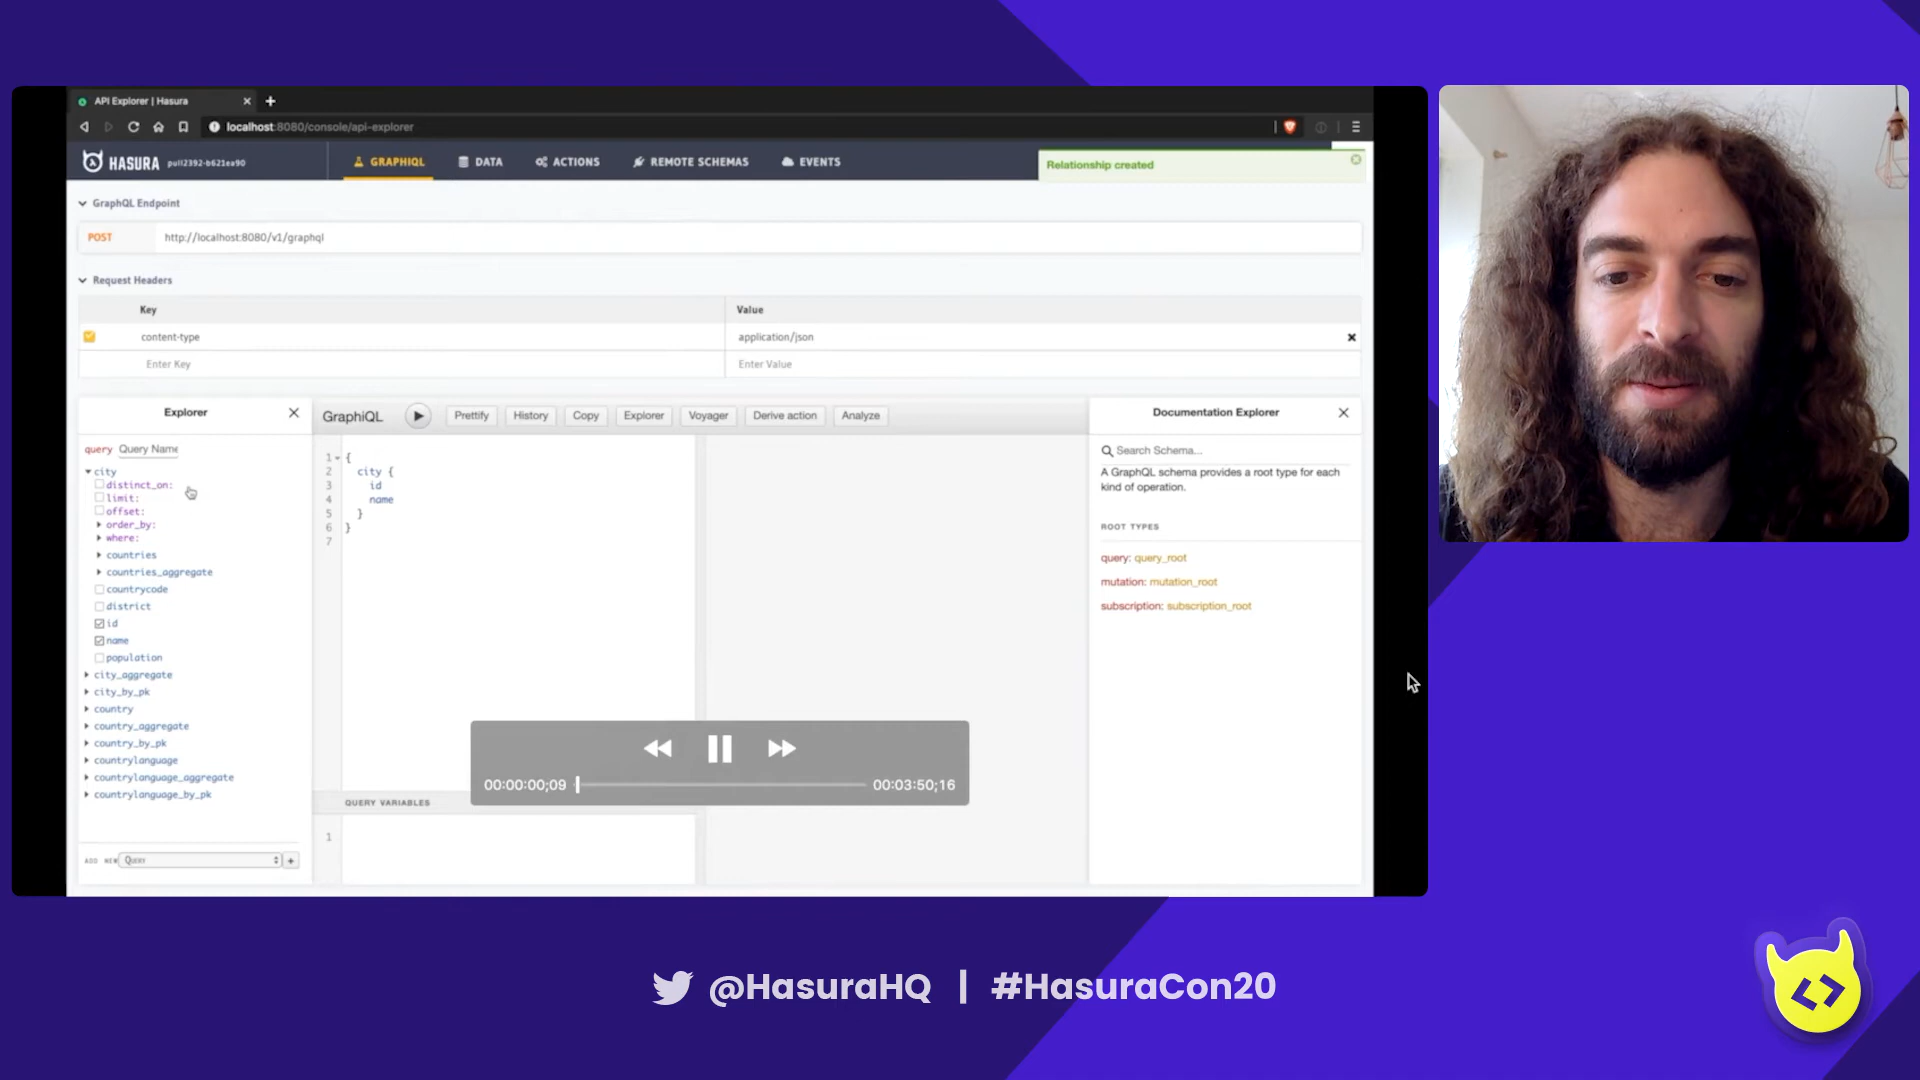 API Explorer | Hasura
localhost:8080/console/api-explorer
HASURA pull2392-b621ea90
GRAPHIQL
DATA
ACTIONS
REMOTE SCHEMAS
EVENTS
Relationship created
GraphQL Endpoint
POST http://localhost:8080/v1/graphql
Request Headers
Key Value
content-type application/json
Enter Key Enter Value
Explorer
query Query Name
city
distinct_on:
limit:
offset:
order_by:
where:
countries
countries_aggregate
countrycode
district
id
name
population
city_aggregate
city_by_pk
country
country_aggregate
country_by_pk
countrylanguage
countrylanguage_aggregate
countrylanguage_by_pk
ADD NEW Query +
GraphiQL
Prettify
History
Copy
Explorer
Voyager
Derive action
Analyze
1 {
2 city {
3 id
4 name
5 }
6 }
7
QUERY VARIABLES
1
00:00:00;09
00:03:50;16
Documentation Explorer
Search Schema...
A GraphQL schema provides a root type for each
kind of operation.
ROOT TYPES
query: query_root
mutation: mutation_root
subscription: subscription_root
@HasuraHQ | #HasuraCon20